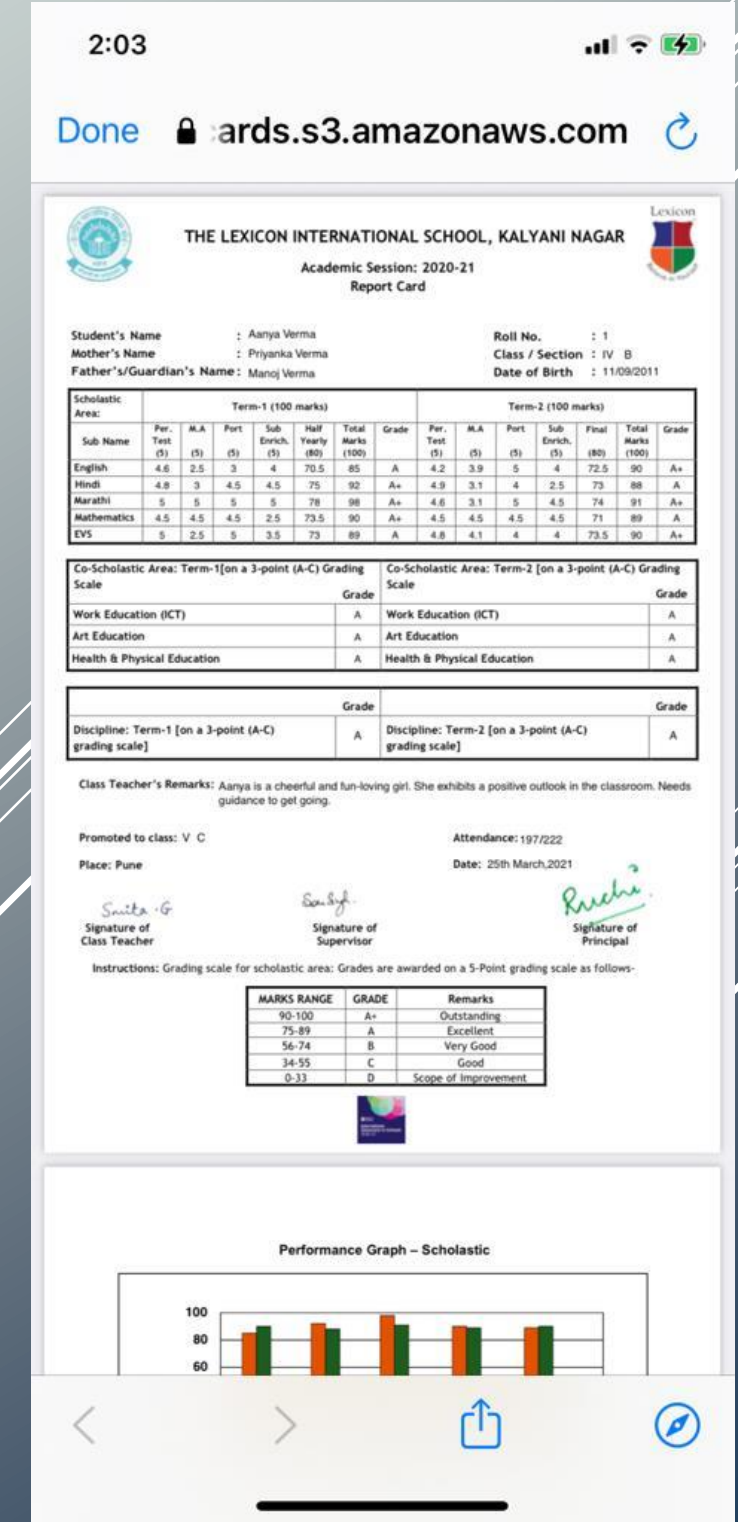 2:03
Done ards.s3.amazonaws.com
Lexicon
THE LEXICON INTERNATIONAL SCHOOL, KALYANI NAGAR
Academic Session: 2020-21
Report Card
Student's Name : Aanya Verma Roll No. : 1
Mother's Name : Priyanka Verma Class / Section : IV B
Father's/Guardian's Name : Manoj Verma Date of Birth : 11/09/2011
Scholastic Area: Term-1 (100 marks) Term-2 (100 marks)
Sub Name Per. Test (5) M.A (5) Port (5) Sub Enrich. (5) Half Yearly (80) Total Marks (100) Grade Per. Test (5) M.A (5) Port (5) Sub Enrich. (5) Final (80) Total Marks (100) Grade
English 4.6 2.5 3 4 70.5 85 A 4.2 3.9 5 4 72.5 90 A+
Hindi 4.8 3 4.5 4.5 75 92 A+ 4.9 3.1 4 2.5 73 88 A
Marathi 5 5 5 5 78 98 A+ 4.6 3.1 5 4.5 74 91 A+
Mathematics 4.5 4.5 4.5 2.5 73.5 90 A+ 4.5 4.5 4.5 4.5 71 89 A
EVS 5 2.5 5 3.5 73 89 A 4.8 4.1 4 4 73.5 90 A+
Co-Scholastic Area: Term-1[on a 3-point (A-C) Grading Scale Grade Co-Scholastic Area: Term-2 [on a 3-point (A-C) Grading Scale Grade
Work Education (ICT) A Work Education (ICT) A
Art Education A Art Education A
Health & Physical Education A Health & Physical Education A
Grade Grade
Discipline: Term-1 [on a 3-point (A-C) grading scale] A Discipline: Term-2 [on a 3-point (A-C) grading scale] A
Class Teacher's Remarks: Aanya is a cheerful and fun-loving girl. She exhibits a positive outlook in the classroom. Needs
guidance to get going.
Promoted to class: V C Attendance: 197/222
Place: Pune Date: 25th March,2021
Smita .G Ruchi
Signature of Class Teacher Signature of Supervisor Signature of Principal
Instructions: Grading scale for scholastic area: Grades are awarded on a 5-Point grading scale as follows-
MARKS RANGE GRADE Remarks
90-100 A+ Outstanding
75-89 A Excellent
56-74 B Very Good
34-55 C Good
0-33 D Scope of Improvement
Performance Graph – Scholastic
100
80
60